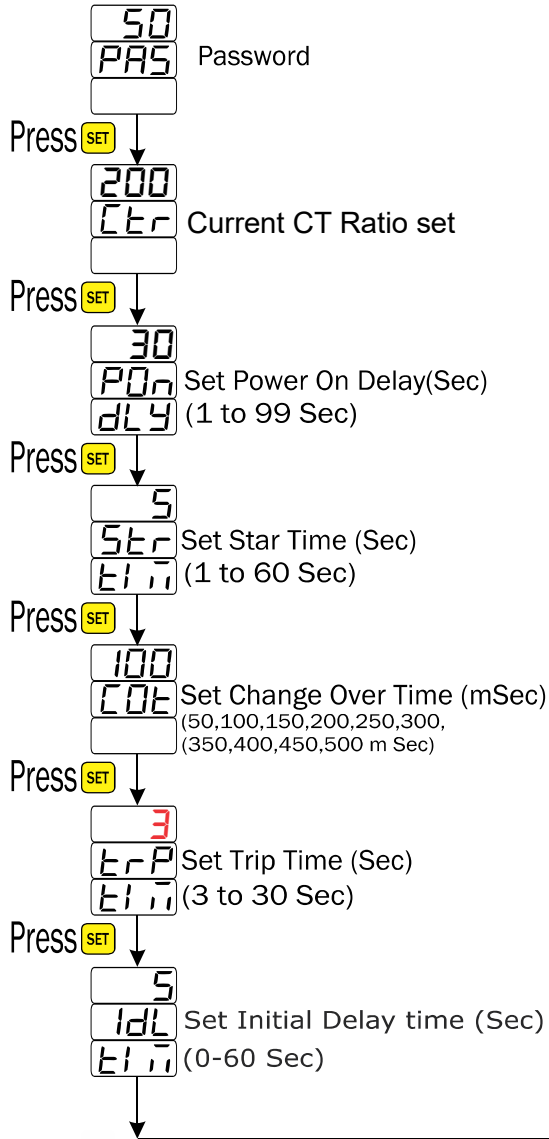 50
PAS Password
Press SET
200
Ctr Current CT Ratio set
Press SET
30
POn Set Power On Delay(Sec)
dLY (1 to 99 Sec)
Press SET
5
Str Set Star Time (Sec)
tIM (1 to 60 Sec)
Press SET
100
COt Set Change Over Time (mSec)
(50,100,150,200,250,300,
(350,400,450,500 m Sec)
Press SET
3
trP Set Trip Time (Sec)
tIM (3 to 30 Sec)
Press SET
5
IdL Set Initial Delay time (Sec)
tIM (0-60 Sec)